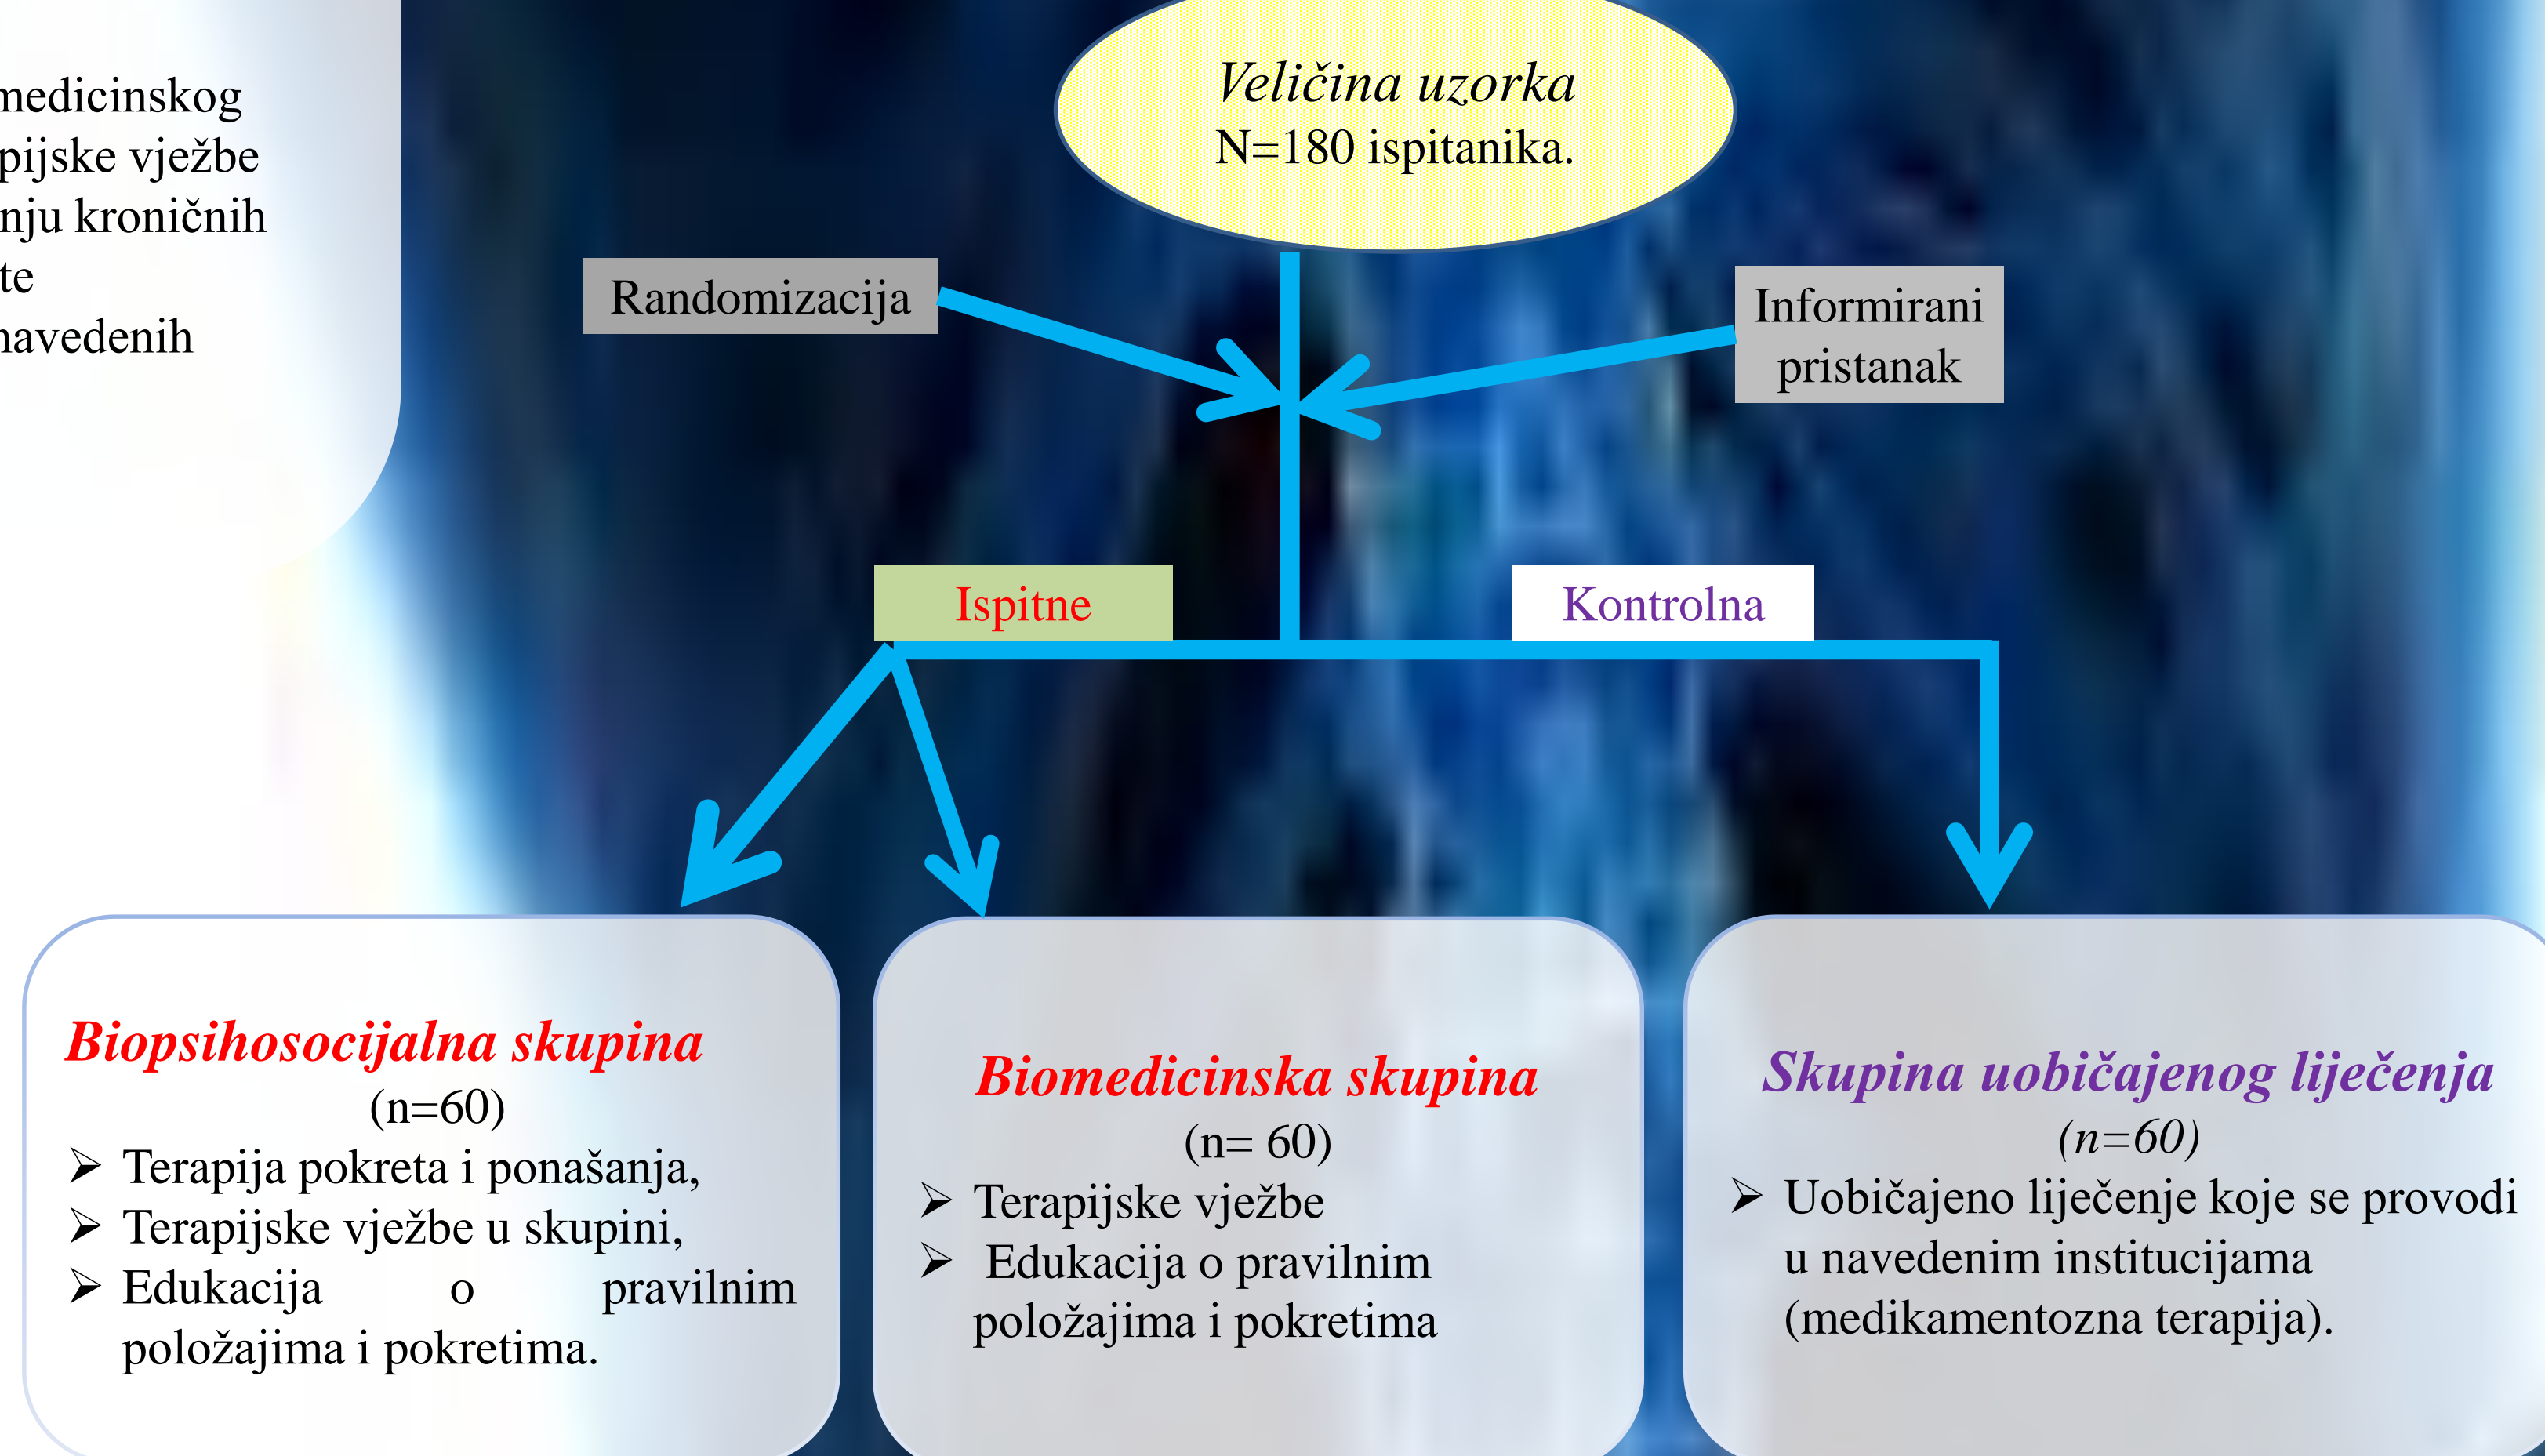 medicinskog
pijske vježbe
nju kroničnih
te
navedenih
Veličina uzorka
N=180 ispitanika.
Randomizacija
Informirani
pristanak
Ispitne
Kontrolna
Biopsihosocijalna skupina
(n=60)
➢ Terapija pokreta i ponašanja,
➢ Terapijske vježbe u skupini,
➢ Edukacija o pravilnim
položajima i pokretima.
Biomedicinska skupina
(n= 60)
➢ Terapijske vježbe
➢ Edukacija o pravilnim
položajima i pokretima
Skupina uobičajenog liječenja
(n=60)
➢ Uobičajeno liječenje koje se provodi
u navedenim institucijama
(medikamentozna terapija).